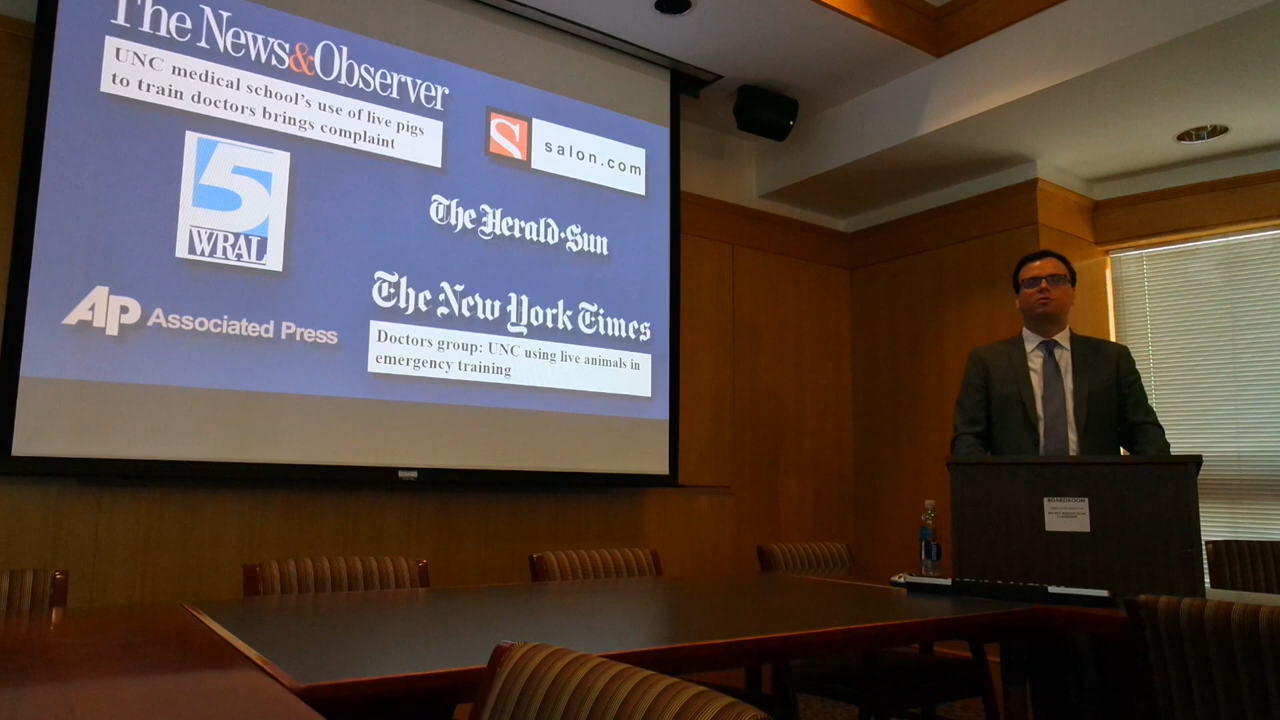 The News&Observer
UNC medical school's use of live pigs
to train doctors brings complaint
S
salon.com
5
WRAL
The Herald-Sun
AP Associated Press
The New York Times
Doctors group: UNC using live animals in
emergency training
BOARDROOM